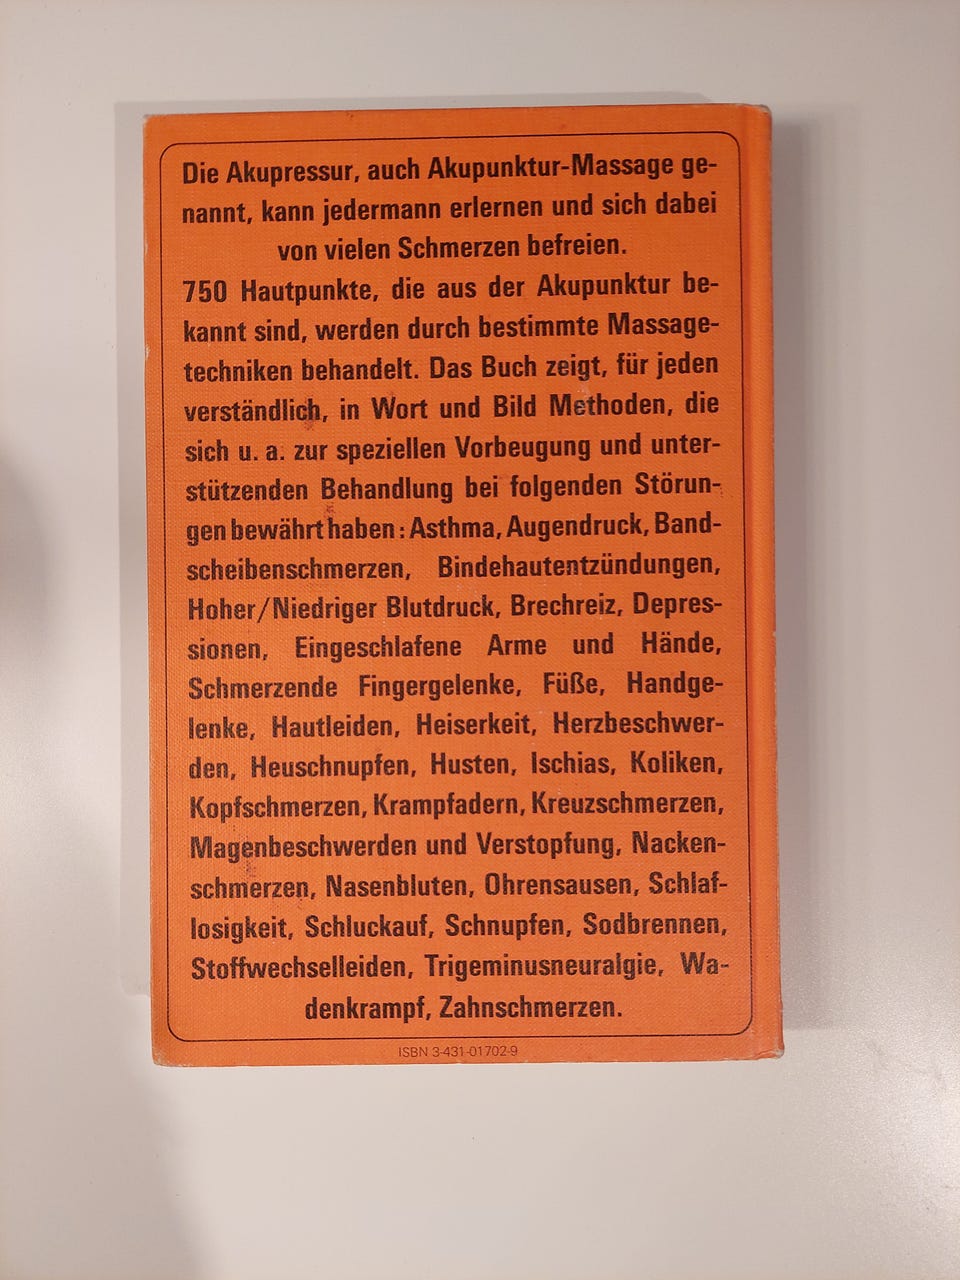 Die Akupressur, auch Akupunktur-Massage ge-
nannt, kann jedermann erlernen und sich dabei
von vielen Schmerzen befreien.
750 Hautpunkte, die aus der Akupunktur be-
kannt sind, werden durch bestimmte Massage-
techniken behandelt. Das Buch zeigt, für jeden
verständlich, in Wort und Bild Methoden, die
sich u. a. zur speziellen Vorbeugung und unter-
stützenden Behandlung bei folgenden Störun-
gen bewährt haben: Asthma, Augendruck, Band-
scheibenschmerzen, Bindehautentzündungen,
Hoher/Niedriger Blutdruck, Brechreiz, Depres-
sionen, Eingeschlafene Arme und Hände,
Schmerzende Fingergelenke, Füße, Handge-
lenke, Hautleiden, Heiserkeit, Herzbeschwer-
den, Heuschnupfen, Husten, Ischias, Koliken,
Kopfschmerzen, Krampfadern, Kreuzschmerzen,
Magenbeschwerden und Verstopfung, Nacken-
schmerzen, Nasenbluten, Ohrensausen, Schlaf-
losigkeit, Schluckauf, Schnupfen, Sodbrennen,
Stoffwechselleiden, Trigeminusneuralgie, Wa-
denkrampf, Zahnschmerzen.
ISBN 3-431-01702-9